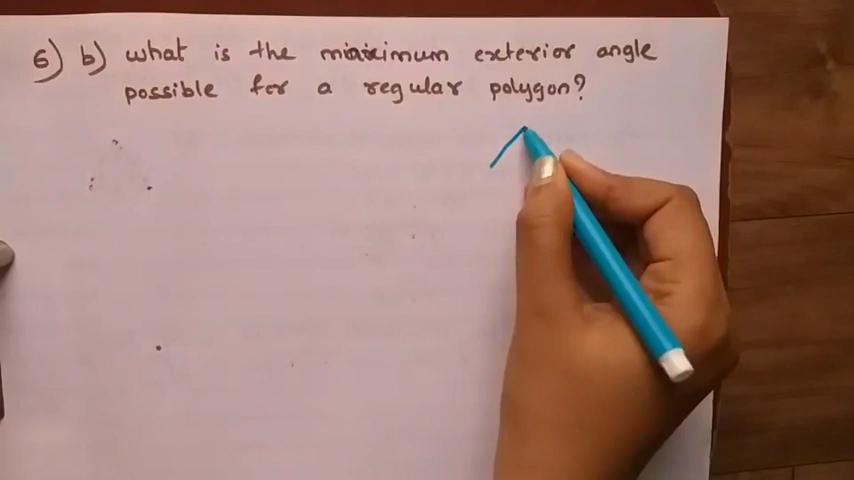 6) b) what is the maximum exterior angle
possible for a regular polygon?